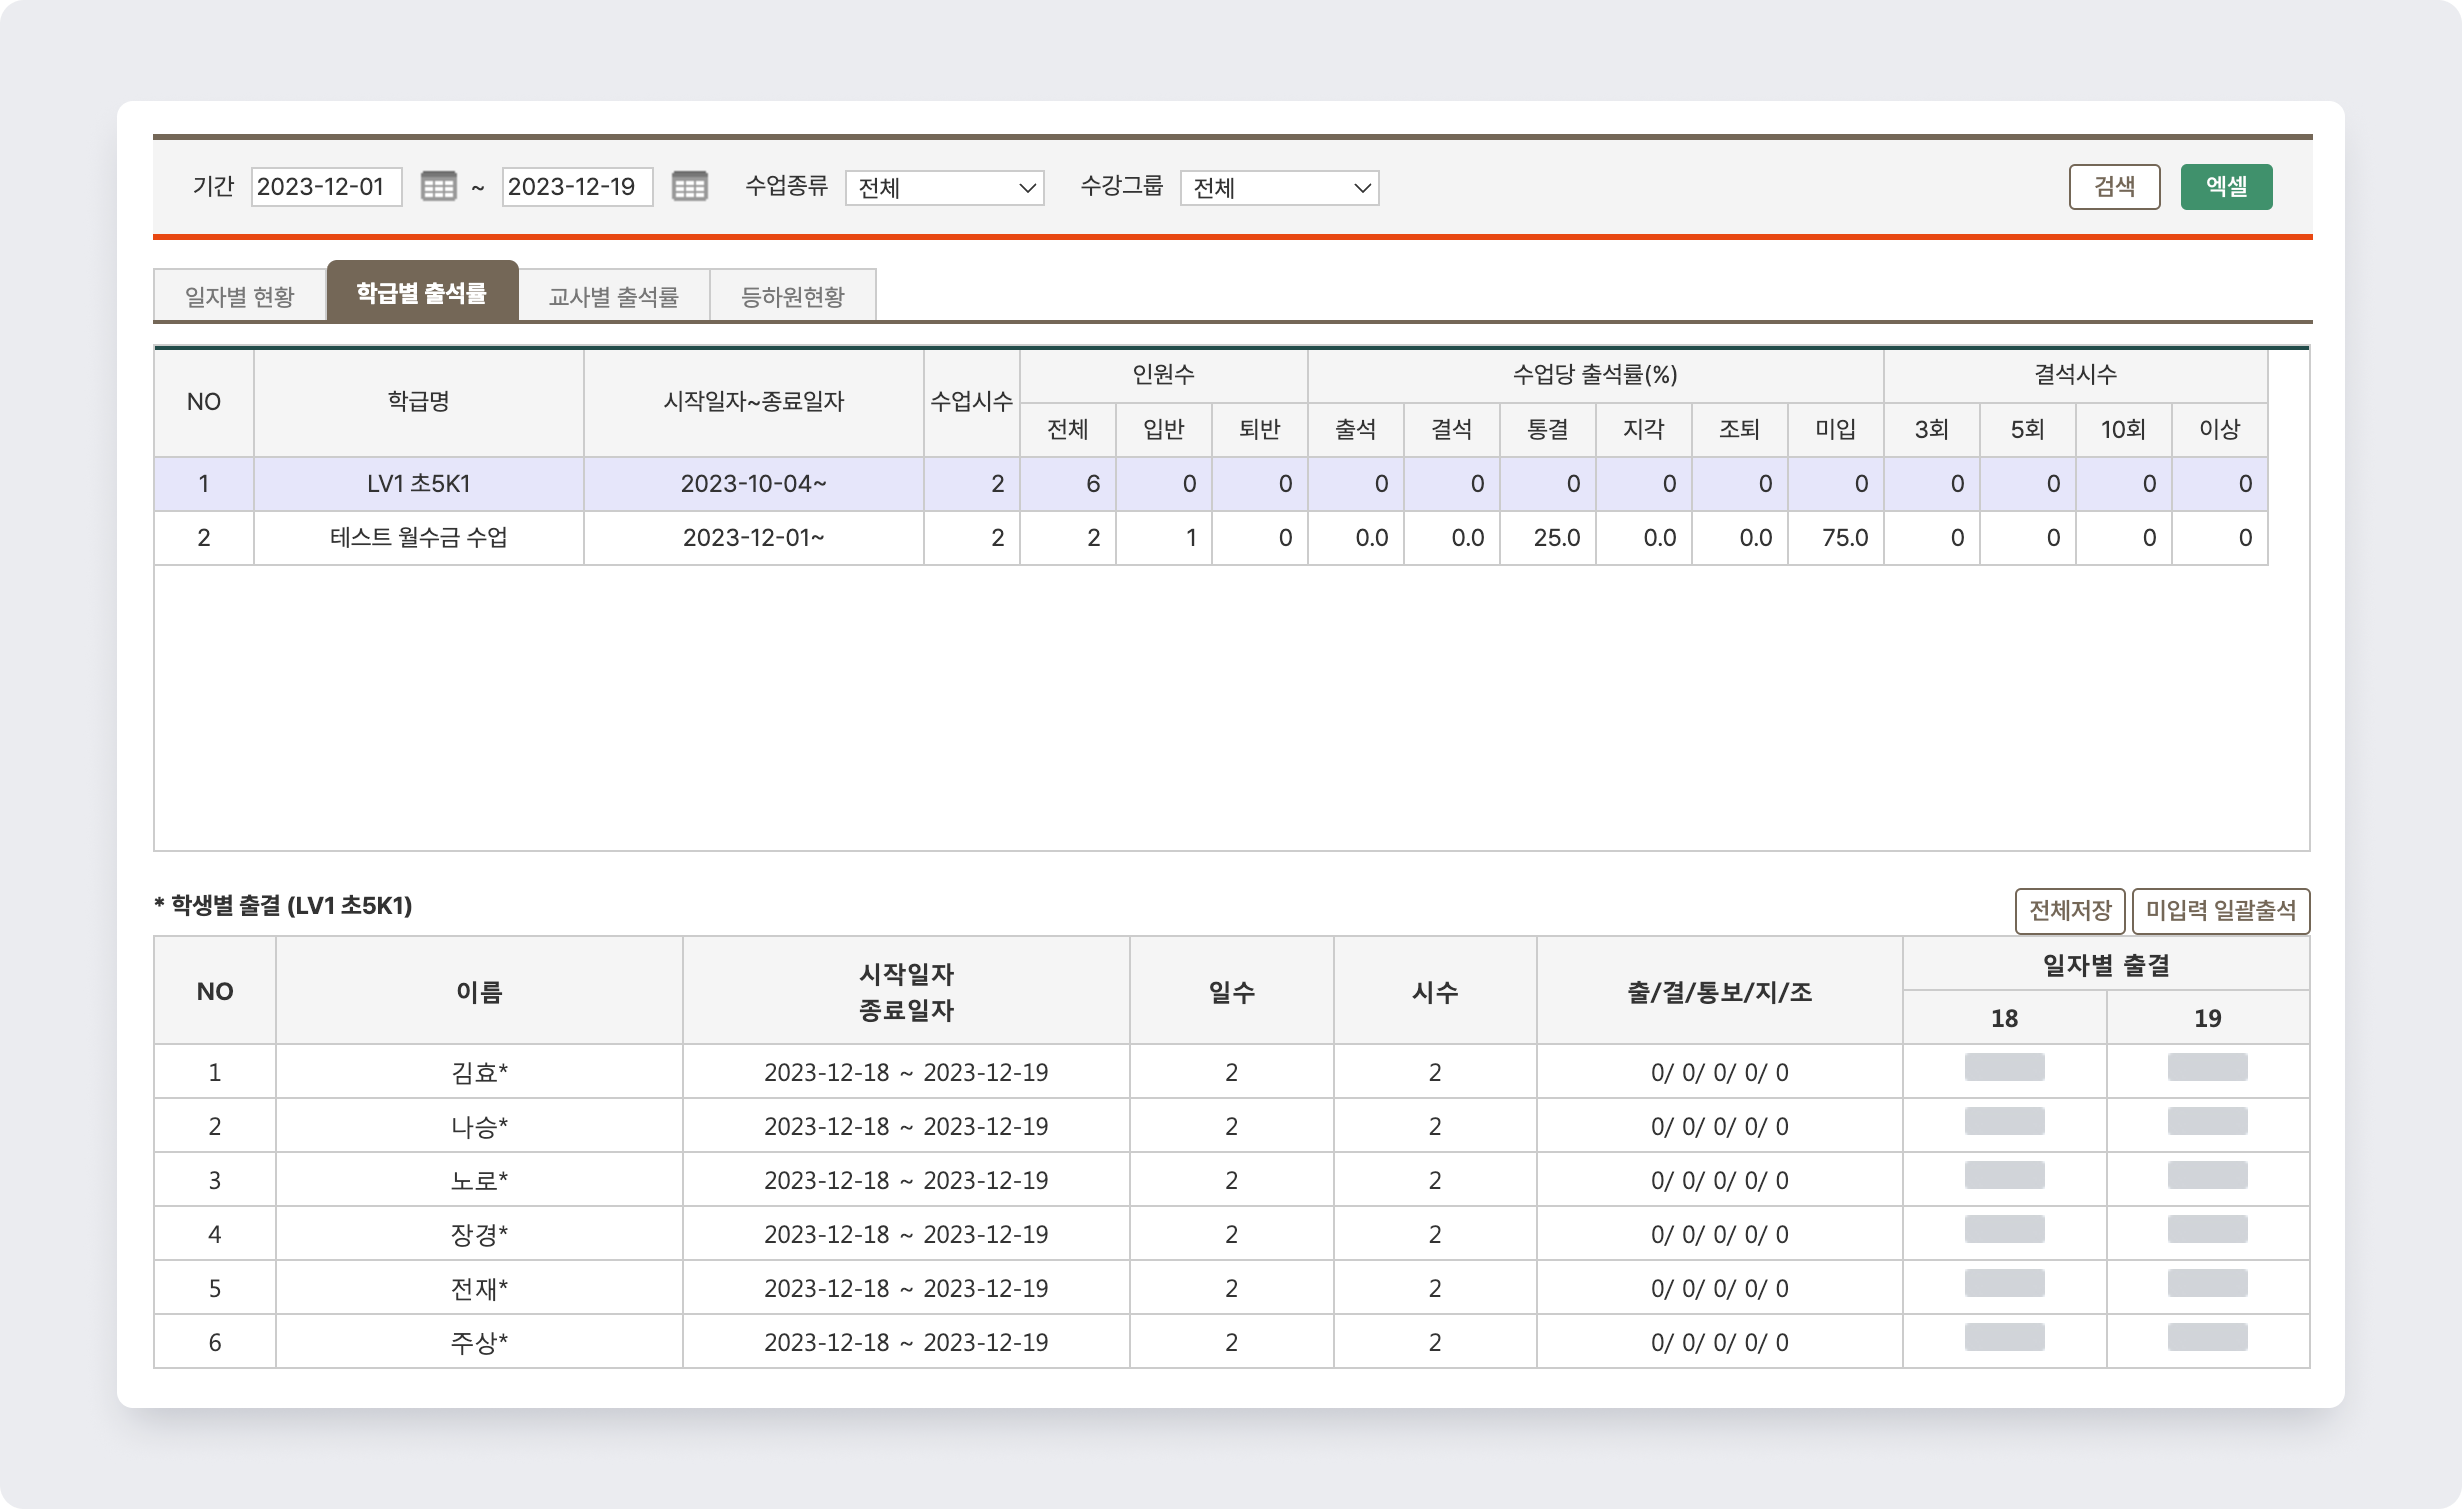 기간 2023-12-01 ~ 2023-12-19 수업종류 전체 수강그룹 전체 검색 엑셀
일자별 현황 학급별 출석률 교사별 출석률 등하원현황
NO 학급명 시작일자~종료일자 수업시수 인원수 수업당 출석률(%) 결석시수
전체 입반 퇴반 출석 결석 통결 지각 조퇴 미입 3회 5회 10회 이상
1 LV1 초5K1 2023-10-04~ 2 6 0 0 0 0 0 0 0 0 0 0 0 0
2 테스트 월수금 수업 2023-12-01~ 2 2 1 0 0.0 0.0 25.0 0.0 0.0 75.0 0 0 0 0
* 학생별 출결 (LV1 초5K1) 전체저장 미입력 일괄출석
NO 이름 시작일자 종료일자 일수 시수 출/결/통보/지/조 일자별 출결
18 19
1 김효* 2023-12-18 ~ 2023-12-19 2 2 0/ 0/ 0/ 0/ 0
2 나승* 2023-12-18 ~ 2023-12-19 2 2 0/ 0/ 0/ 0/ 0
3 노로* 2023-12-18 ~ 2023-12-19 2 2 0/ 0/ 0/ 0/ 0
4 장경* 2023-12-18 ~ 2023-12-19 2 2 0/ 0/ 0/ 0/ 0
5 전재* 2023-12-18 ~ 2023-12-19 2 2 0/ 0/ 0/ 0/ 0
6 주상* 2023-12-18 ~ 2023-12-19 2 2 0/ 0/ 0/ 0/ 0